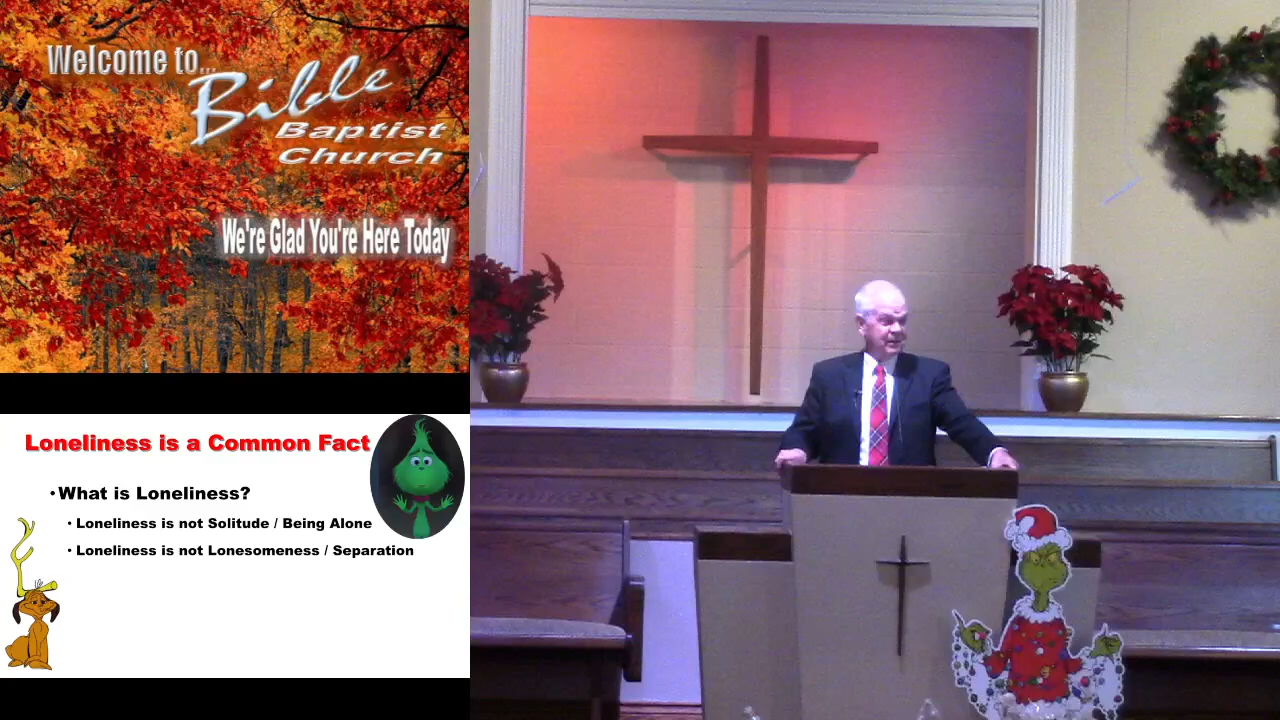 Welcome to...
Bible
Baptist
Church
We're Glad You're Here Today
Loneliness is a Common Fact
•What is Loneliness?
• Loneliness is not Solitude / Being Alone
• Loneliness is not Lonesomeness / Separation